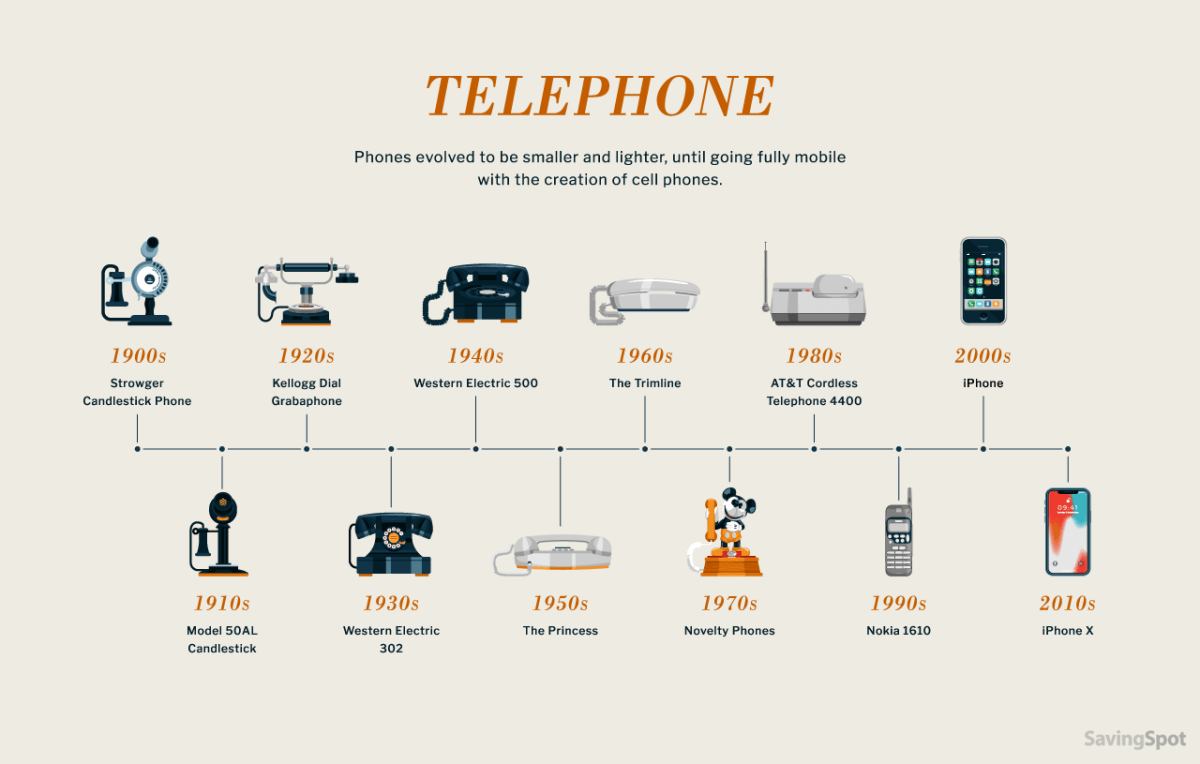 TELEPHONE
Phones evolved to be smaller and lighter, until going fully mobile
with the creation of cell phones.
1900s
Strowger
Candlestick Phone
1920s
Kellogg Dial
Grabaphone
1940s
Western Electric 500
1960s
The Trimline
1980s
AT&T Cordless
Telephone 4400
2000s
iPhone
09:41
1910s
Model 50AL
Candlestick
1930s
Western Electric
302
1950s
The Princess
1970s
Novelty Phones
1990s
Nokia 1610
2010s
iPhone X
SavingSpot